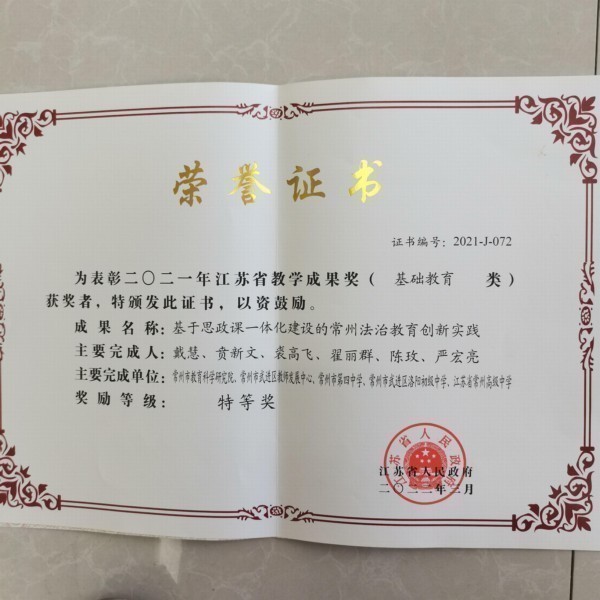 荣誉证书
证书编号：2021-J-072
为表彰二〇二一年江苏省教学成果奖（ 基础教育 类）
获奖者，特颁发此证书，以资鼓励。
成果名称：基于思政课一体化建设的常州法治教育创新实践
主要完成人：戴慧、贲新文、裘高飞、翟丽群、陈玫、严宏亮
主要完成单位：常州市教育科学研究院、常州市武进区教师发展中心、常州市第四中学、常州市武进区洛阳初级中学、江苏省常州高级中学
奖励等级： 特等奖
江苏省人民政府
江苏省人民政府
二〇二二年二月